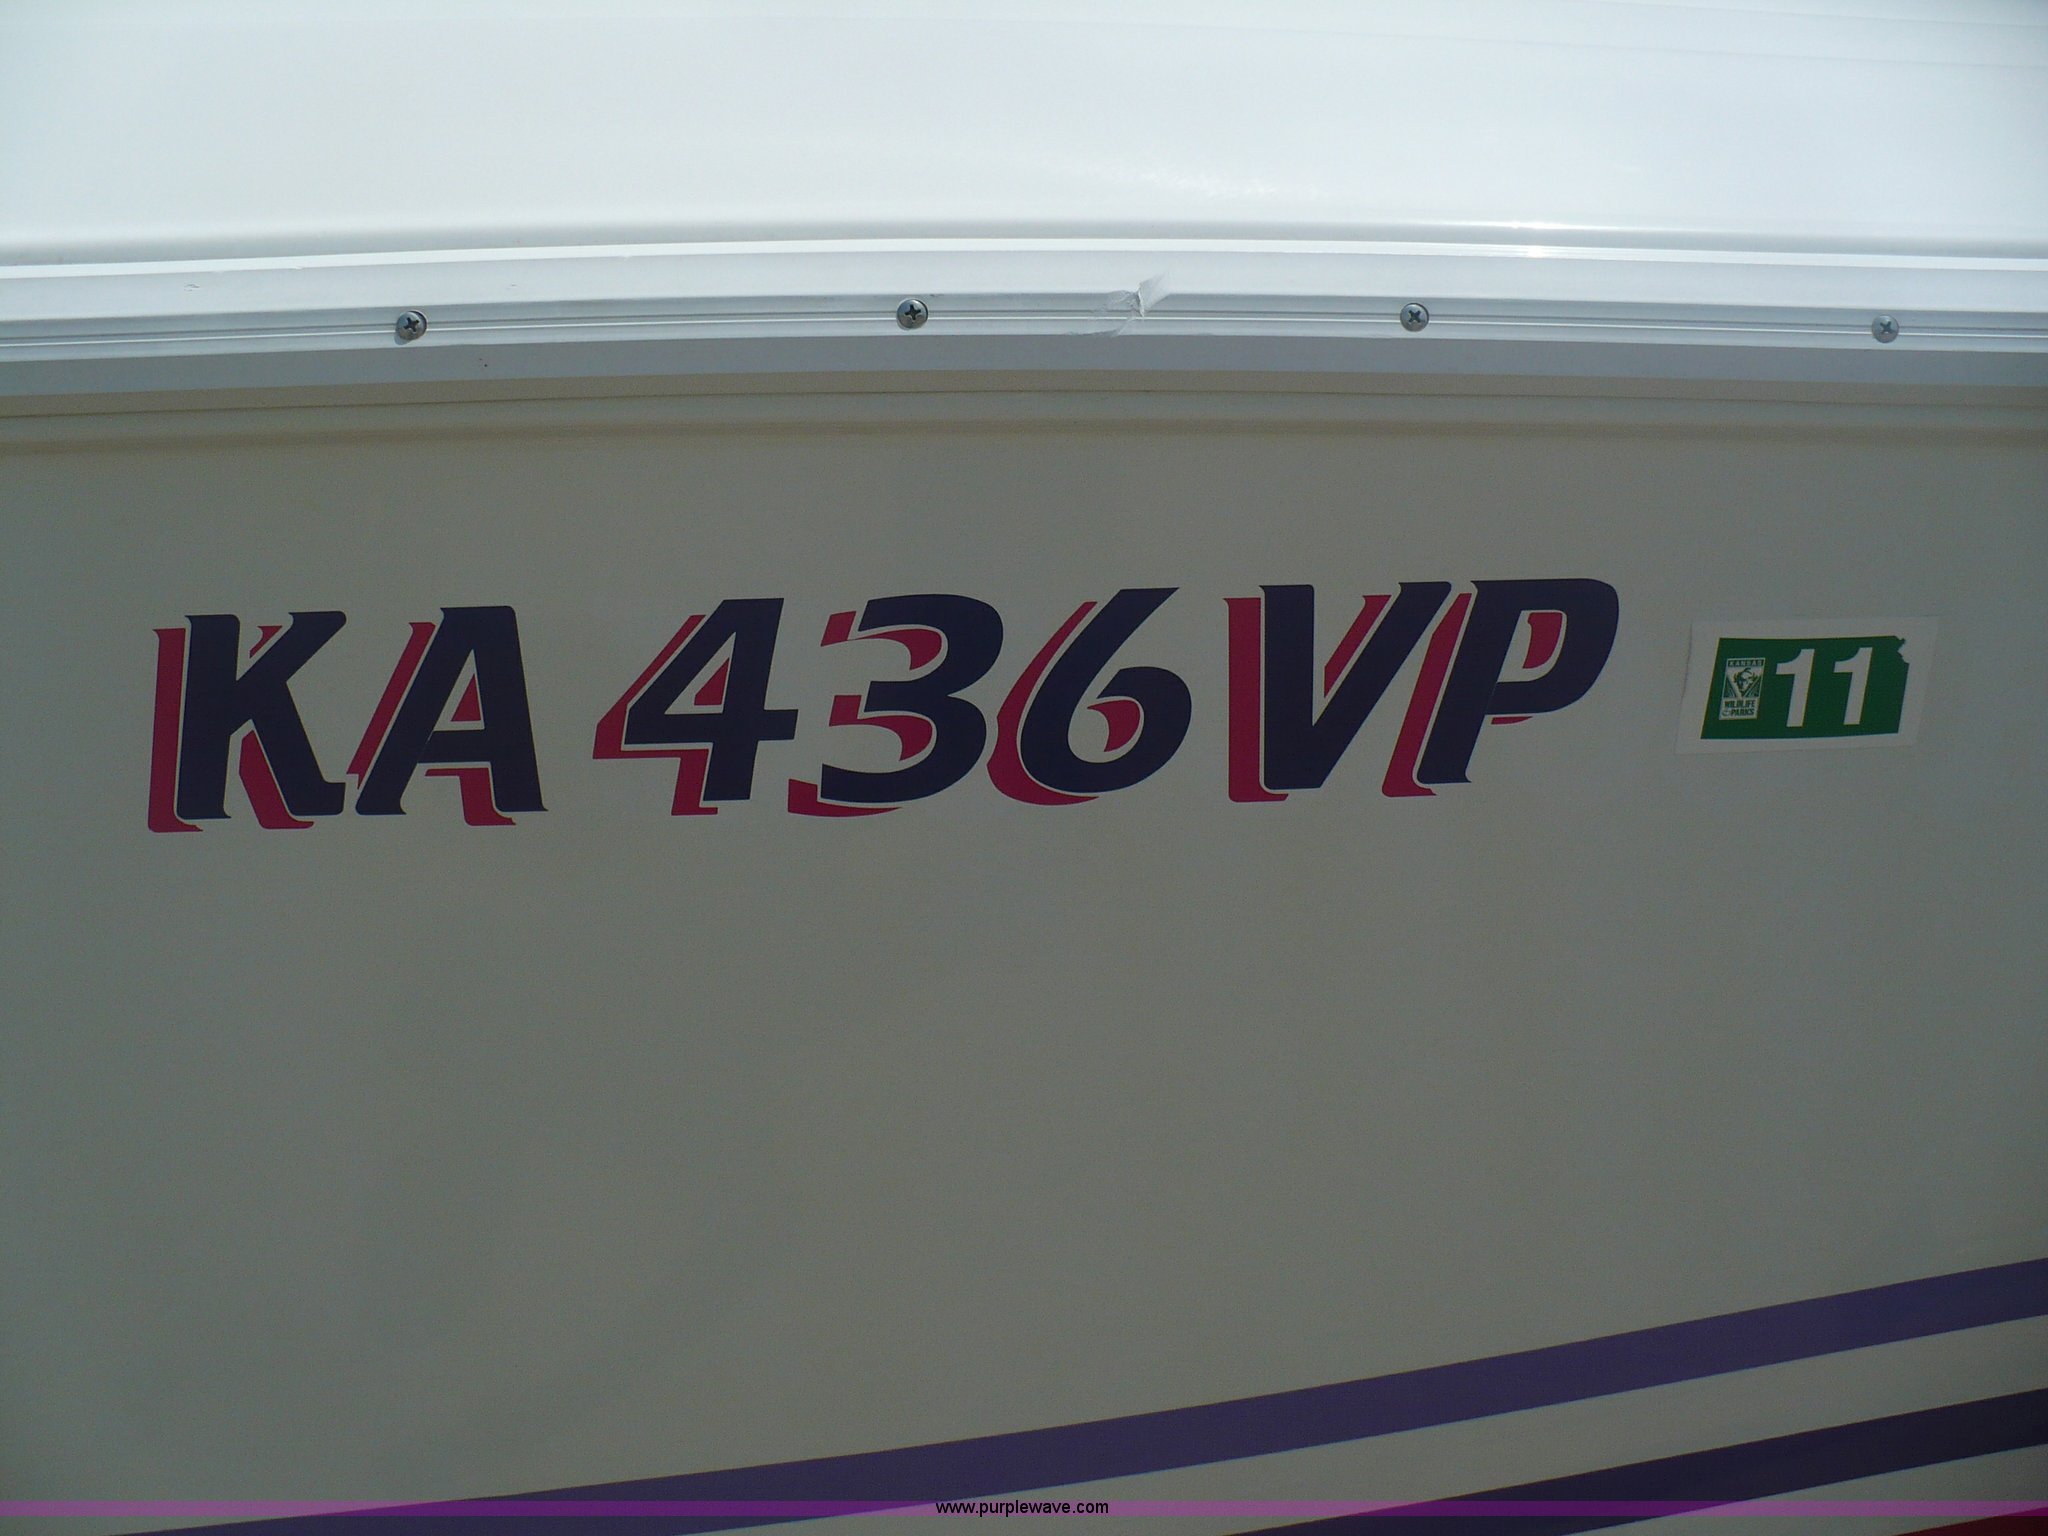 KA 436 VP
11
KANSAS
WILDLIFE
& PARKS
www.purplewave.com